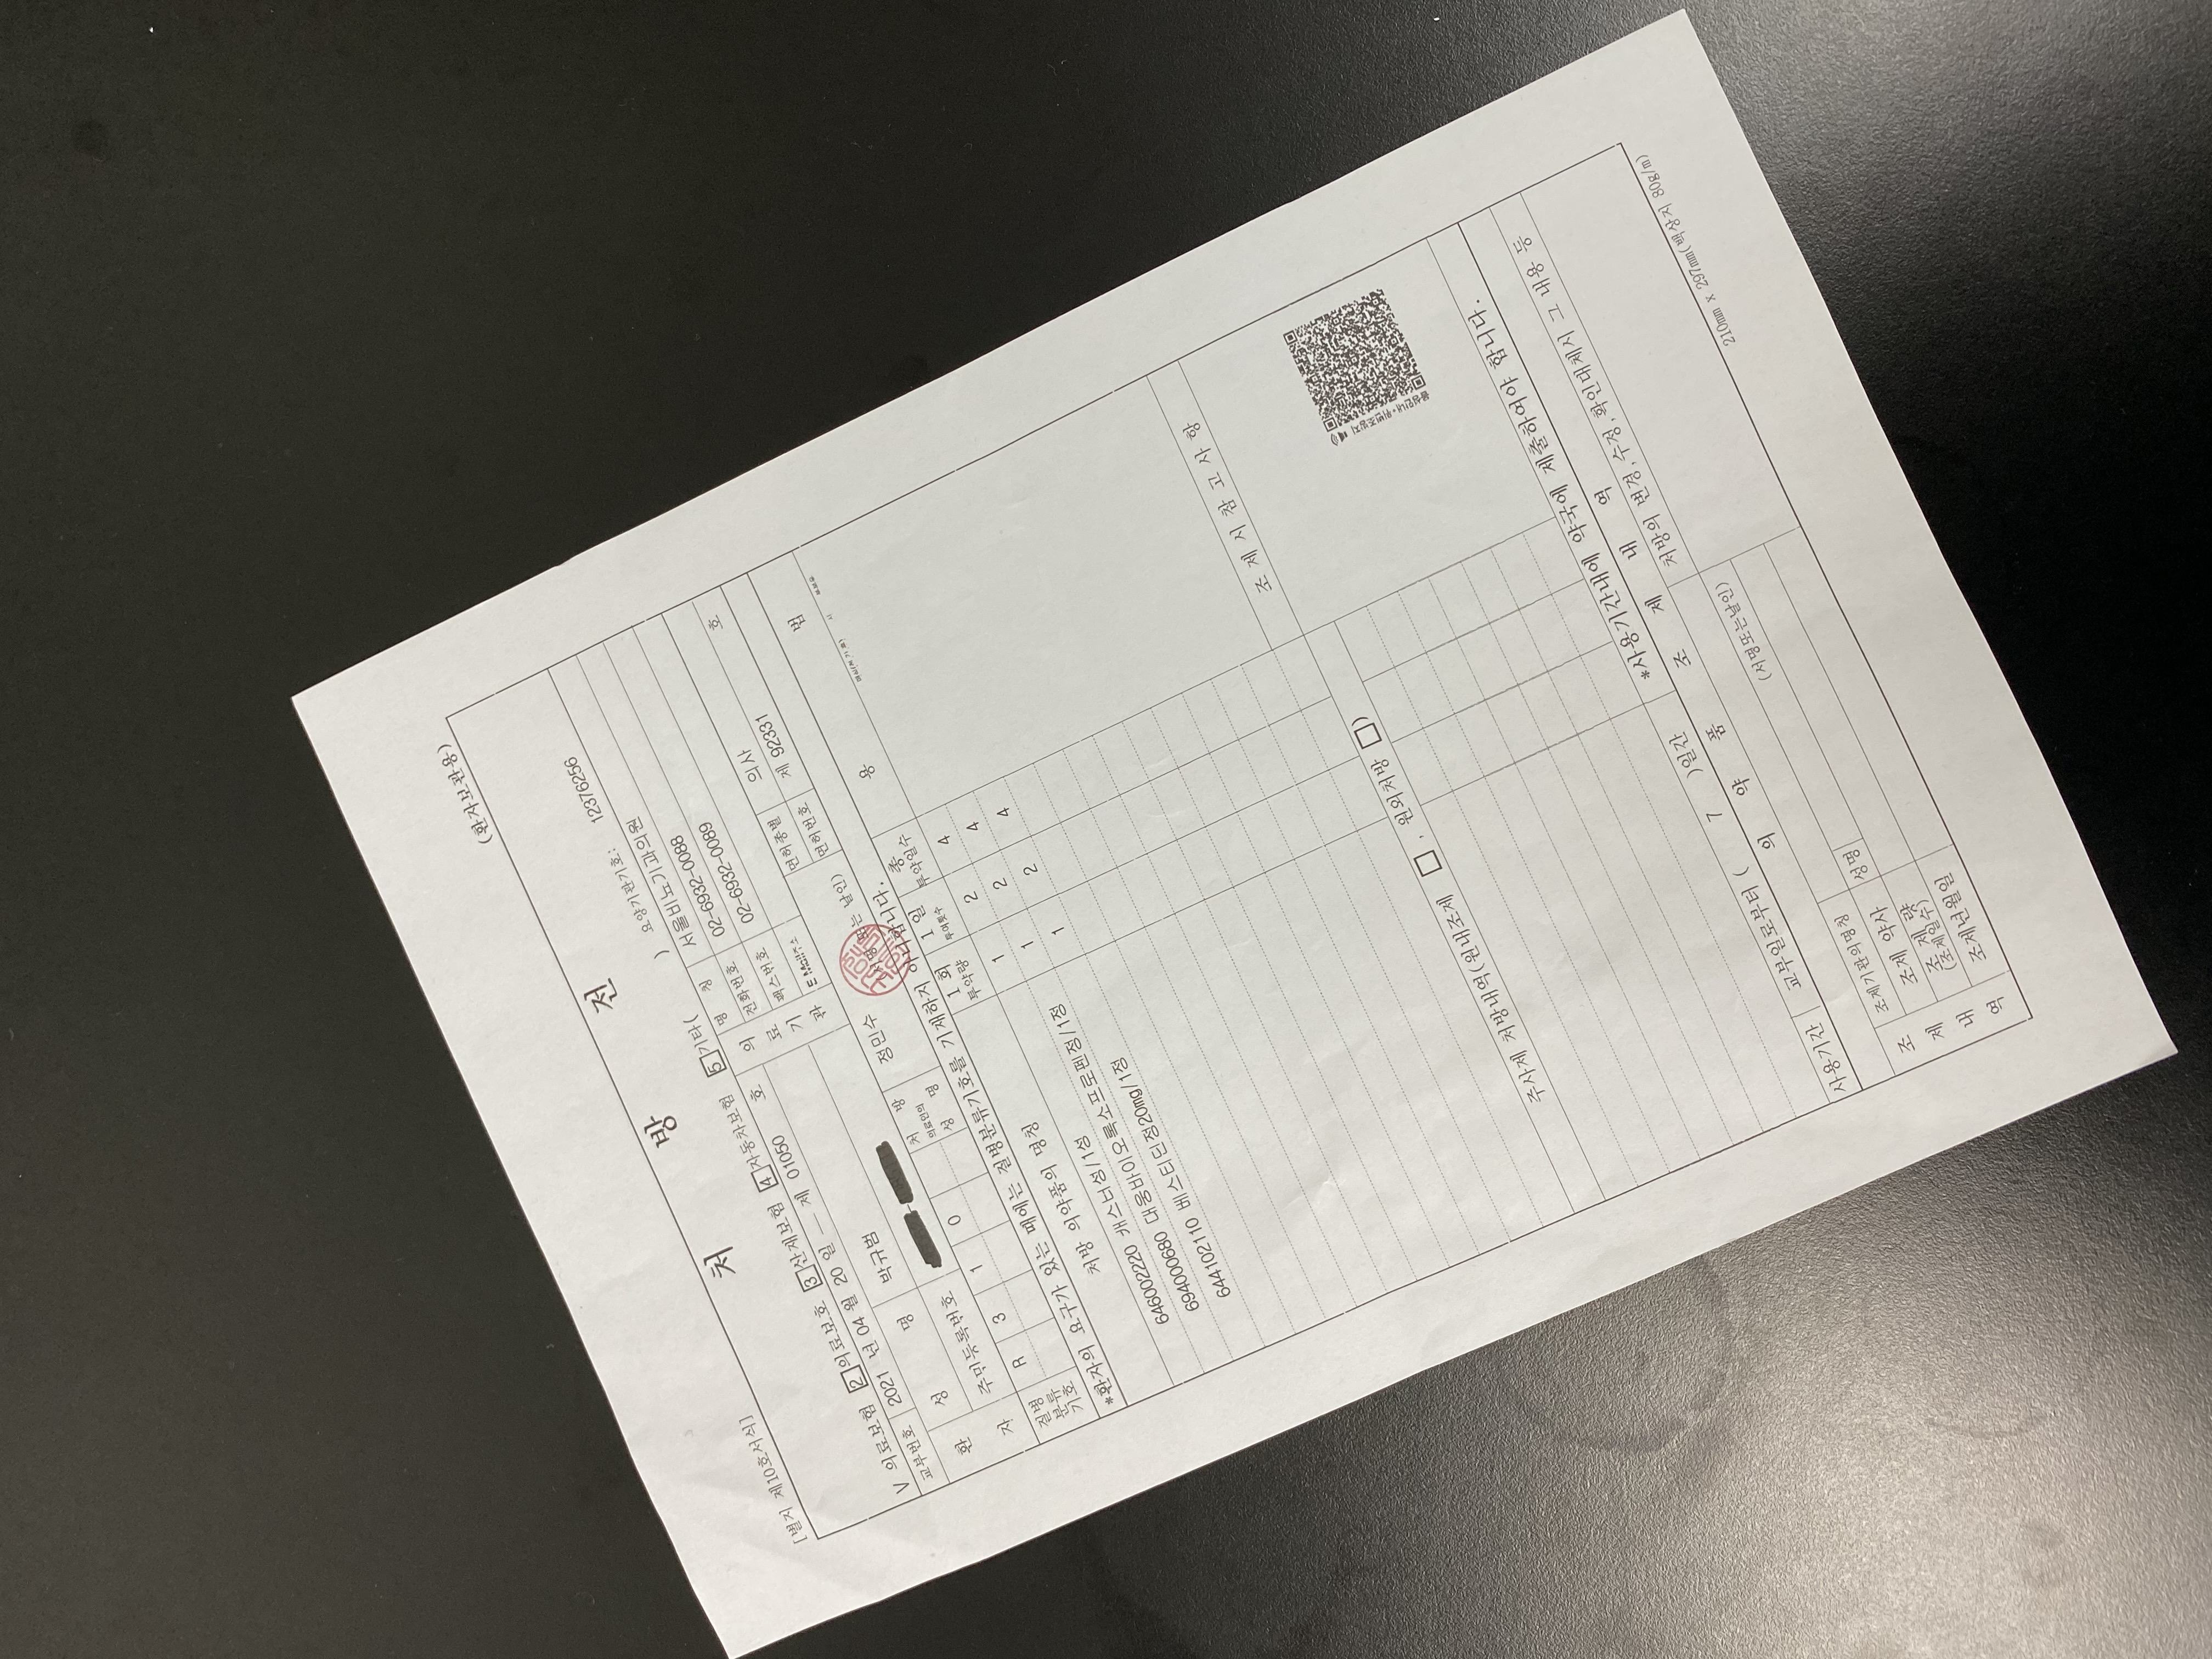 (환자보관용)
[별지 제10호서식]
처 방 전
V 의료보험 2 의료보호 3 산재보험 4 자동차보험 5 기타( ) 요양기관기호: 12376256
교부번호 2021 년 04 월 20 일 — 제 01050 호
의료기관
명 칭 서울비뇨기과의원
전화번호 02-6932-0088
팩스번호 02-6932-0089
E-Mail주소
환자
성 명 박규범
주민등록번호 -
질병분류기호 R 3 1 0
처 방 의료인의 성 명 정민수 (서명 또는 날인)
면허종별 의사
면허번호 제 92331 호
*환자의 요구가 있는 때에는 질병분류기호를 기재하지 아니합니다.
처방 의약품의 명칭 1 회 투약량 1 일 투여횟수 총 투약일수 용 법
646002220 1 2 4
694000680 대웅바이오록소프로펜정/1정 1 2 4
644102110 베스티딘정20mg/1정 1 2 4
조 제 시 참 고 사 항
주사제 처방내역(원내조제 □ , 원외처방 □)
사용기간 교부일로부터 ( 7 )일간 *사용기간내에 약국에 제출하여야 합니다.
의 약 품 조 제 내 역
조제내역
조제기관의명칭 처방의 변경,수정,확인대체시 그 내용 등
조제 약사 성명 (서명또는날인)
조 제 량 (조제일수)
조제년월일
210mm x 297mm(백상지 80g/m)